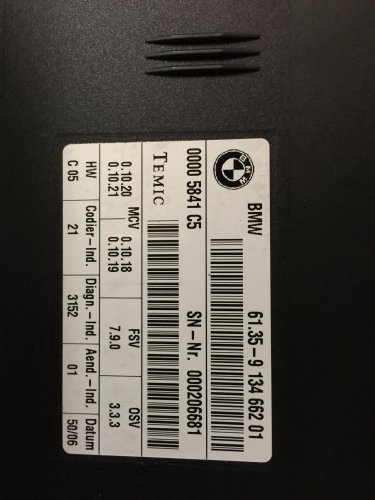 BMW
BMW 61.35-9 134 662 01
0000 5841 C5 SN-Nr. 000206681
TEMIC
MCV FSV OSV
0.10.20 0.10.18 7.9.0 3.3.3
0.10.21 0.10.19
HW Codier-Ind. Diagn.-Ind. Aend.-Ind. Datum
C 05 21 3152 01 50/06